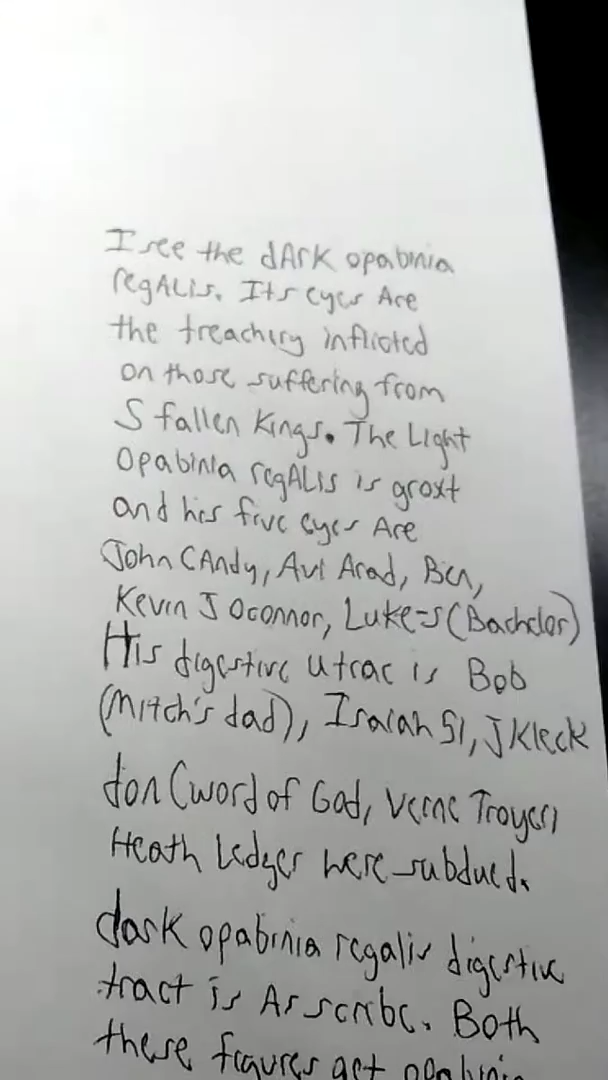 I see the dARK opabinia
regALis. Its eyes Are
the treachery inflicted
on those suffering from
5 fallen Kings. The Light
Opabinia regALis is groxt
and his five eyes Are
John CAndy, Avi Arad, Ben,
Kevin J Oconnor, Luke-S (Bachelor)
His digestive utrac is Bob
(Mitch's dad), Isaiah 51, J Kleck
don (word of God, Verne Troyer,
Heath Ledger were subdued.
dark opabinia regalis digestive
tract is As scribe. Both
these figures act